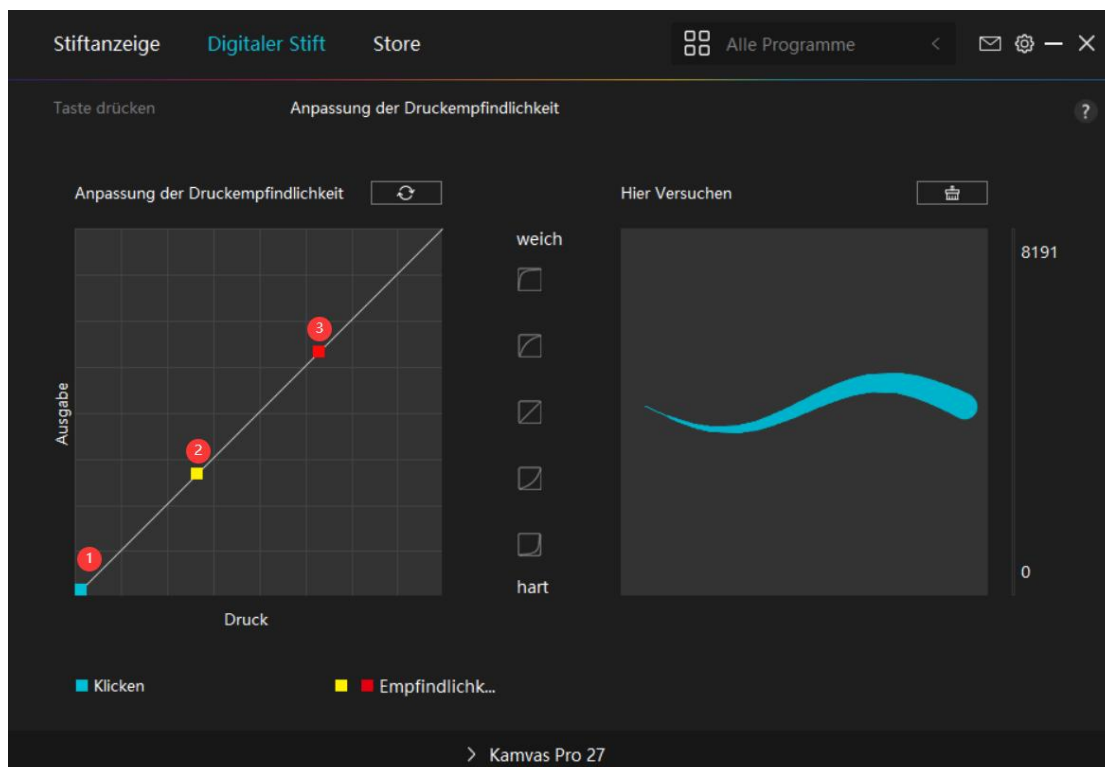 Stiftanzeige Digitaler Stift Store Alle Programme
Taste drücken Anpassung der Druckempfindlichkeit ?
Anpassung der Druckempfindlichkeit Hier Versuchen
weich
8191
3
Ausgabe
2
1
0
hart
Druck
Klicken Empfindlichk...
Kamvas Pro 27